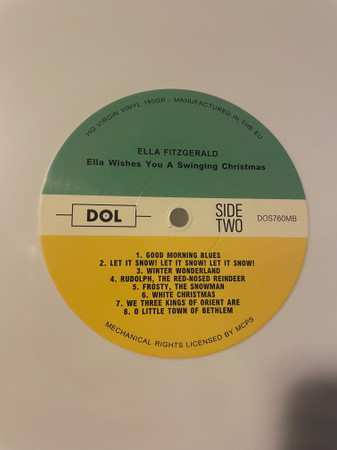 HQ VIRGIN VINYL 180GR - MANUFACTURED IN THE EU
ELLA FITZGERALD
Ella Wishes You A Swinging Christmas
DOL
SIDE
TWO
DOS760MB
1. GOOD MORNING BLUES
2. LET IT SNOW! LET IT SNOW! LET IT SNOW!
3. WINTER WONDERLAND
4. RUDOLPH, THE RED-NOSED REINDEER
5. FROSTY, THE SNOWMAN
6. WHITE CHRISTMAS
7. WE THREE KINGS OF ORIENT ARE
8. O LITTLE TOWN OF BETHLEM
MECHANICAL RIGHTS LICENSED BY MCPS